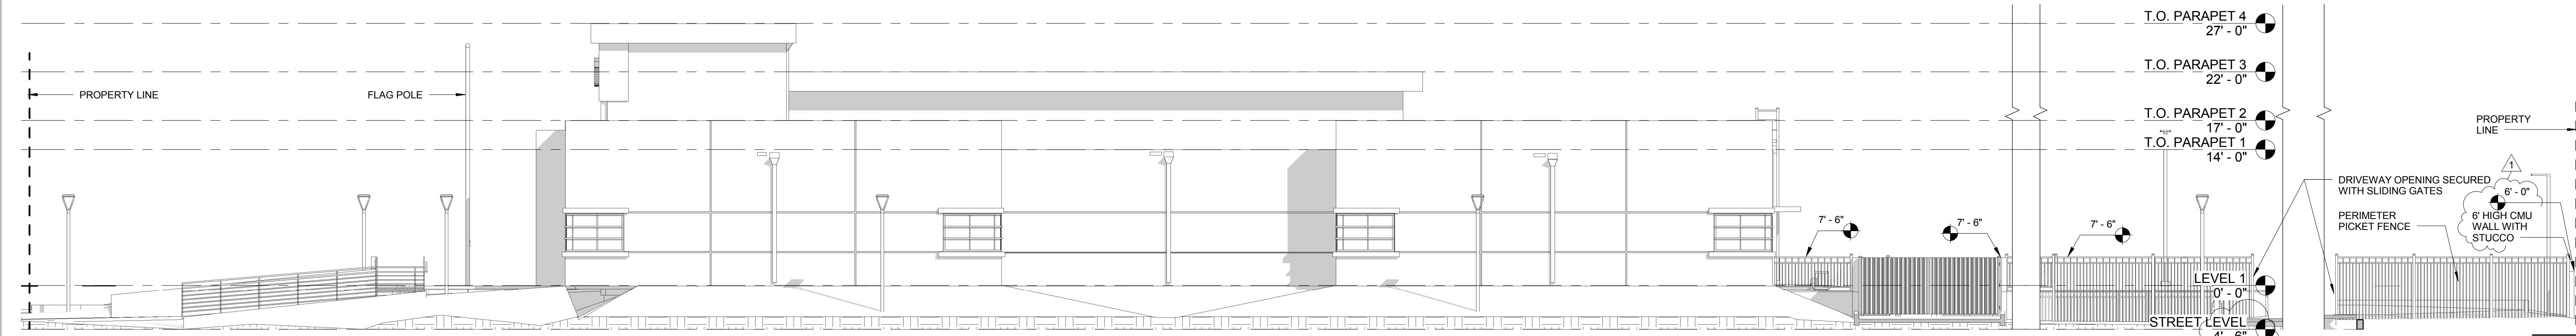 T.O. PARAPET 4
27' - 0"
T.O. PARAPET 3
22' - 0"
PROPERTY LINE
FLAG POLE
T.O. PARAPET 2
17' - 0"
T.O. PARAPET 1
14' - 0"
PROPERTY
LINE
1
DRIVEWAY OPENING SECURED
WITH SLIDING GATES
6' - 0"
PERIMETER
PICKET FENCE
6' HIGH CMU
WALL WITH
STUCCO
7' - 6"
7' - 6"
7' - 6"
LEVEL 1
0' - 0"
STREET LEVEL
4' - 6"